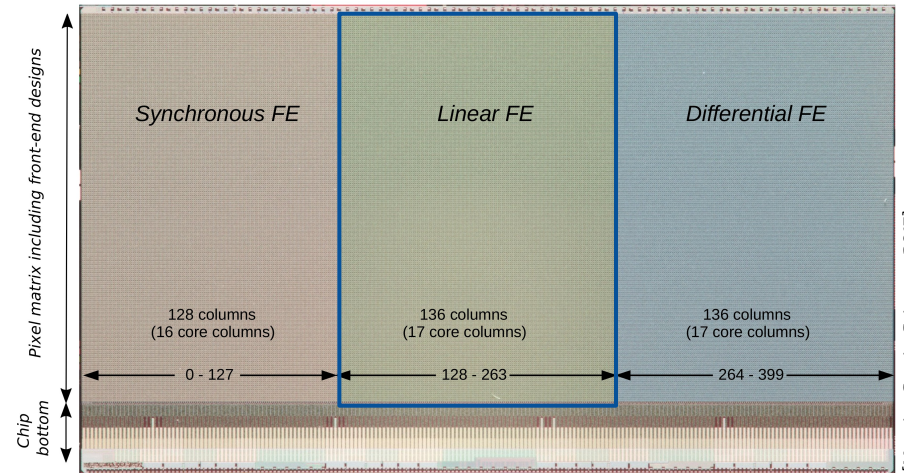 Pixel matrix including front-end designs
Chip
bottom
Synchronous FE
Linear FE
Differential FE
128 columns
(16 core columns)
136 columns
(17 core columns)
136 columns
(17 core columns)
0 - 127
128 - 263
264 - 399